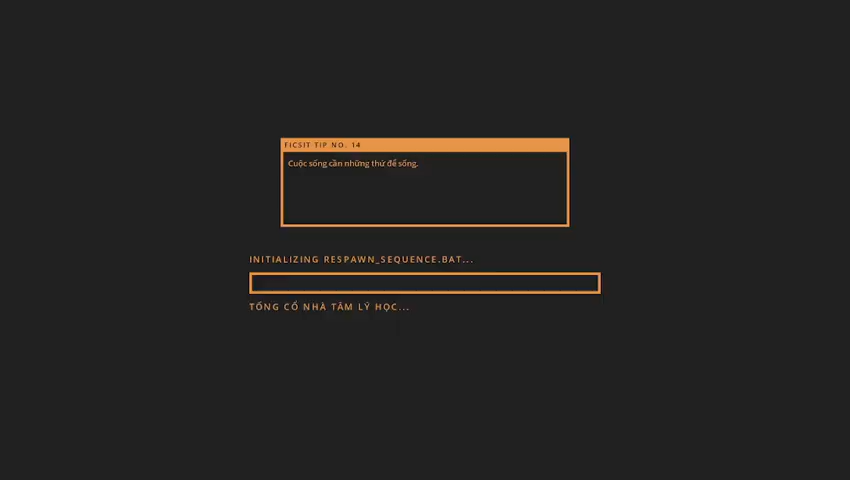 FICSIT TIP NO. 14
Cuộc sống cần những thứ để sống.
INITIALIZING RESPAWN_SEQUENCE.BAT...
TỐNG CỔ NHÀ TÂM LÝ HỌC...